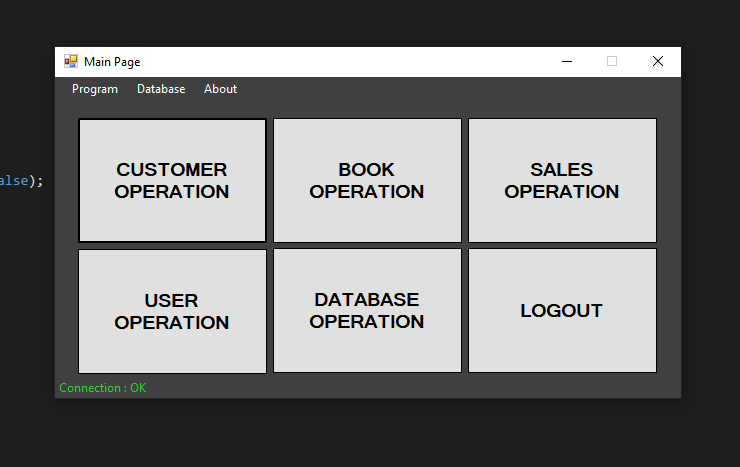 Main Page
Program Database About
alse);
CUSTOMER
OPERATION
BOOK
OPERATION
SALES
OPERATION
USER
OPERATION
DATABASE
OPERATION
LOGOUT
Connection : OK